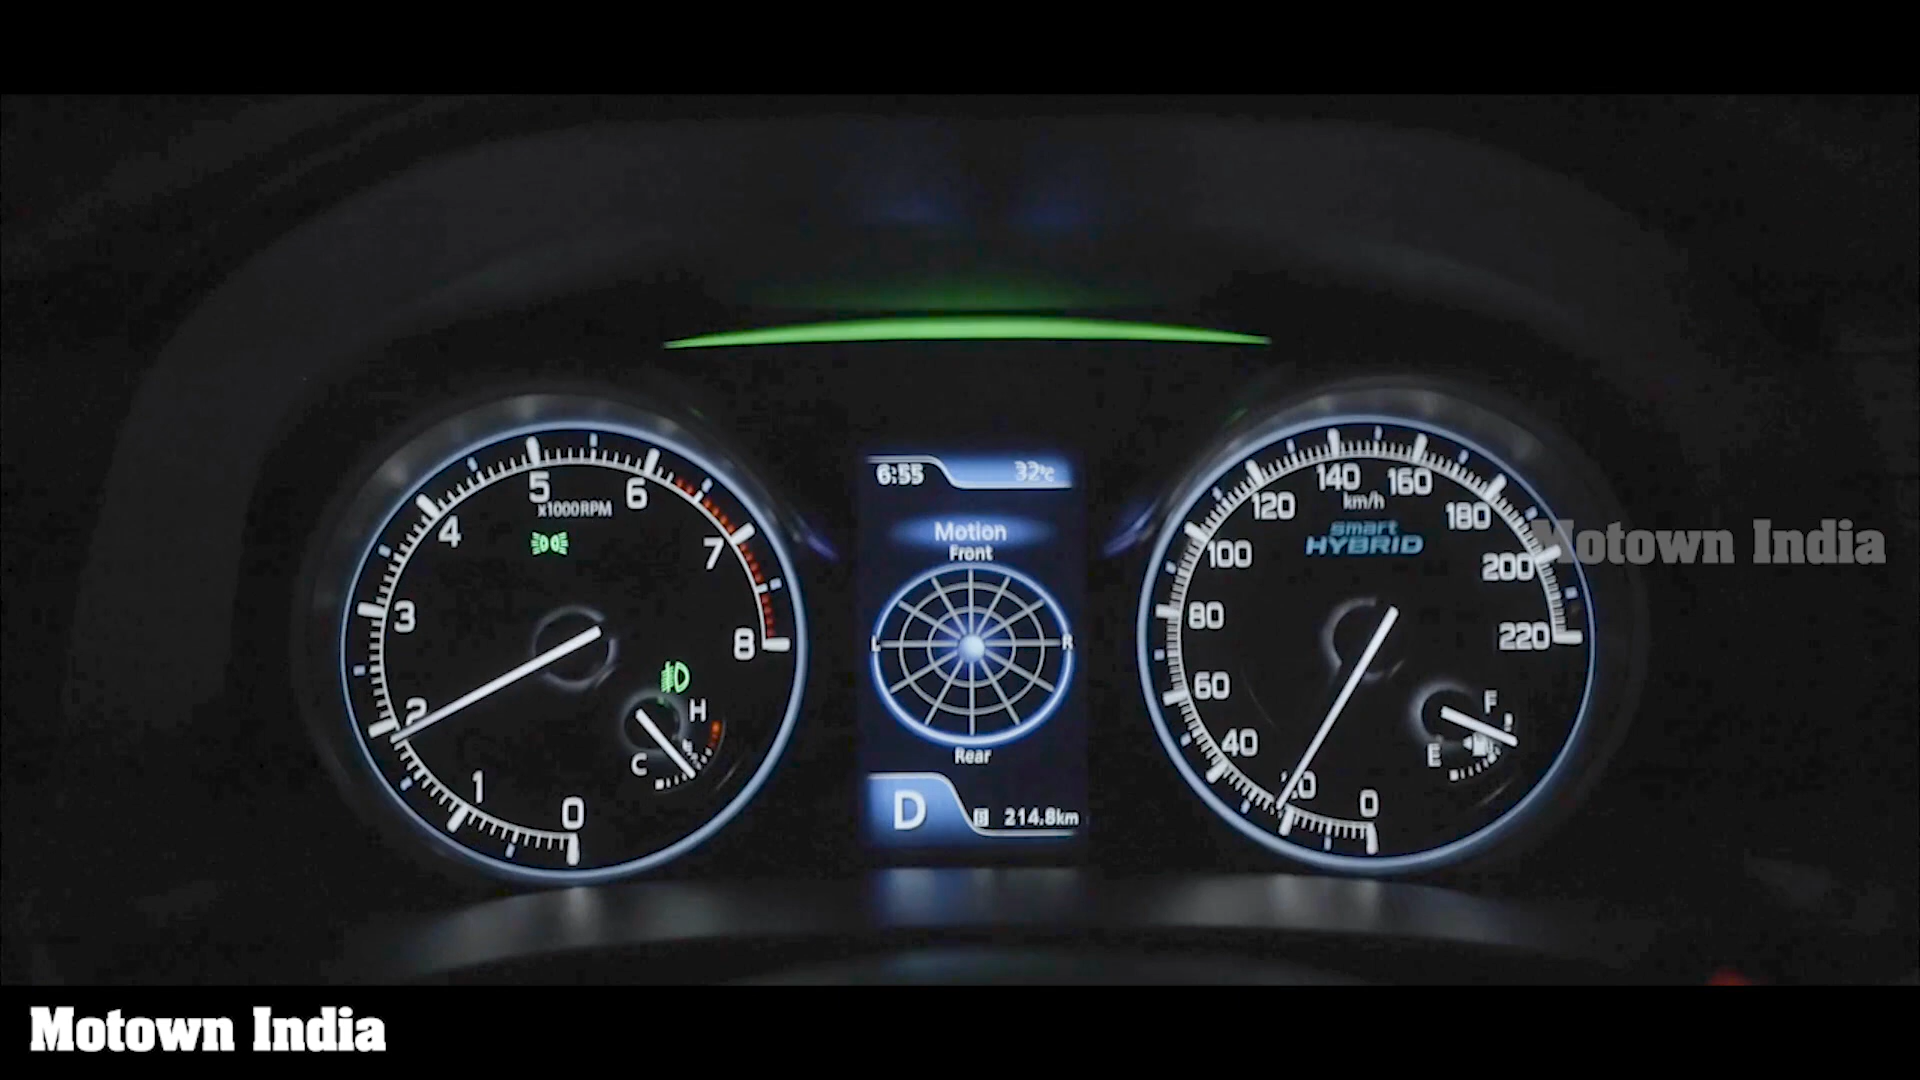 5
6
x1000RPM
4
7
3
8
2
H
C
1
0
6:55
32°C
Motion
Front
L
R
Rear
D
B 214.8km
140
160
120
km/h
180
smart
HYBRID
100
200
80
220
60
F
40
E
0
Motown India
Motown India